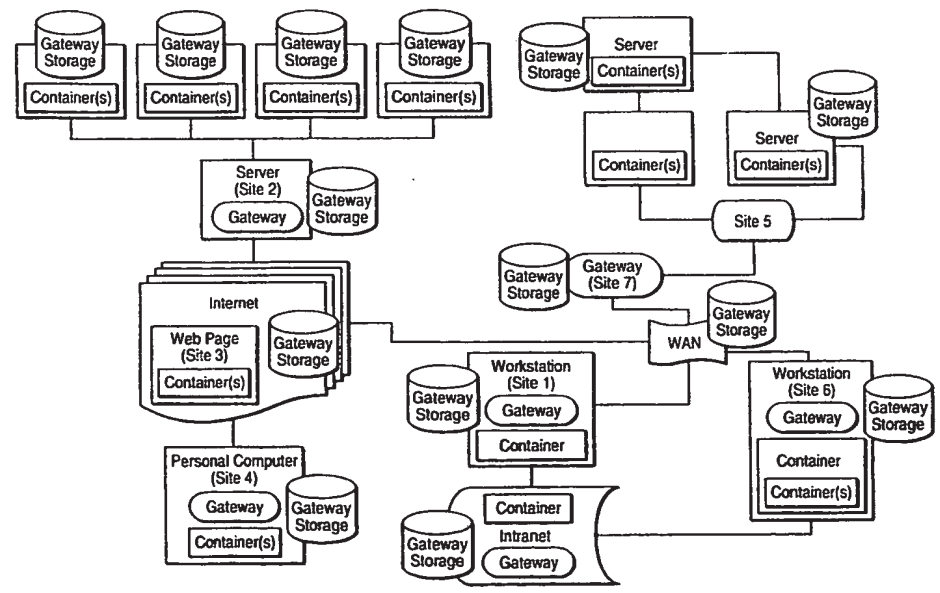 Gateway
Storage
Container(s)
Gateway
Storage
Container(s)
Gateway
Storage
Container(s)
Gateway
Storage
Container(s)
Server
(Site 2)
Gateway
Gateway
Storage
Internet
Web Page
(Site 3)
Container(s)
Gateway
Storage
Personal Computer
(Site 4)
Gateway
Container(s)
Gateway
Storage
Gateway
Storage
Server
Container(s)
Container(s)
Gateway
Storage
Server
Container(s)
Site 5
Gateway
Storage
Gateway
(Site 7)
Gateway
Storage
WAN
Workstation
(Site 1)
Gateway
Container
Gateway
Storage
Workstation
(Site 6)
Gateway
Container
Container(s)
Gateway
Storage
Container
Intranet
Gateway
Gateway
Storage